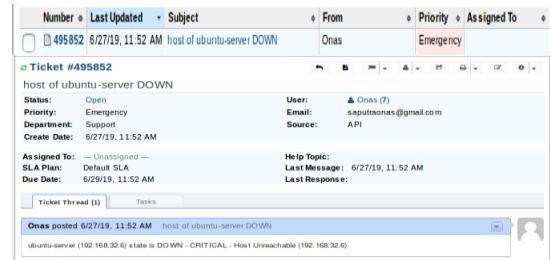 Number Last Updated Subject From Priority Assigned To
495852 6/27/19, 11:52 AM host of ubuntu-server DOWN Onas Emergency
Ticket #495852
host of ubuntu-server DOWN
Status: Open User: Onas (7)
Priority: Emergency Email: saputraonas@gmail.com
Department: Support Source: API
Create Date: 6/27/19, 11:52 AM
Assigned To: — Unassigned — Help Topic:
SLA Plan: Default SLA Last Message: 6/27/19, 11:52 AM
Due Date: 6/29/19, 11:52 AM Last Response:
Ticket Thread (1) Tasks
Onas posted 6/27/19, 11:52 AM host of ubuntu-server DOWN
ubuntu-server (192.168.32.6) state is DOWN - CRITICAL - Host Unreachable (192.168.32.6)